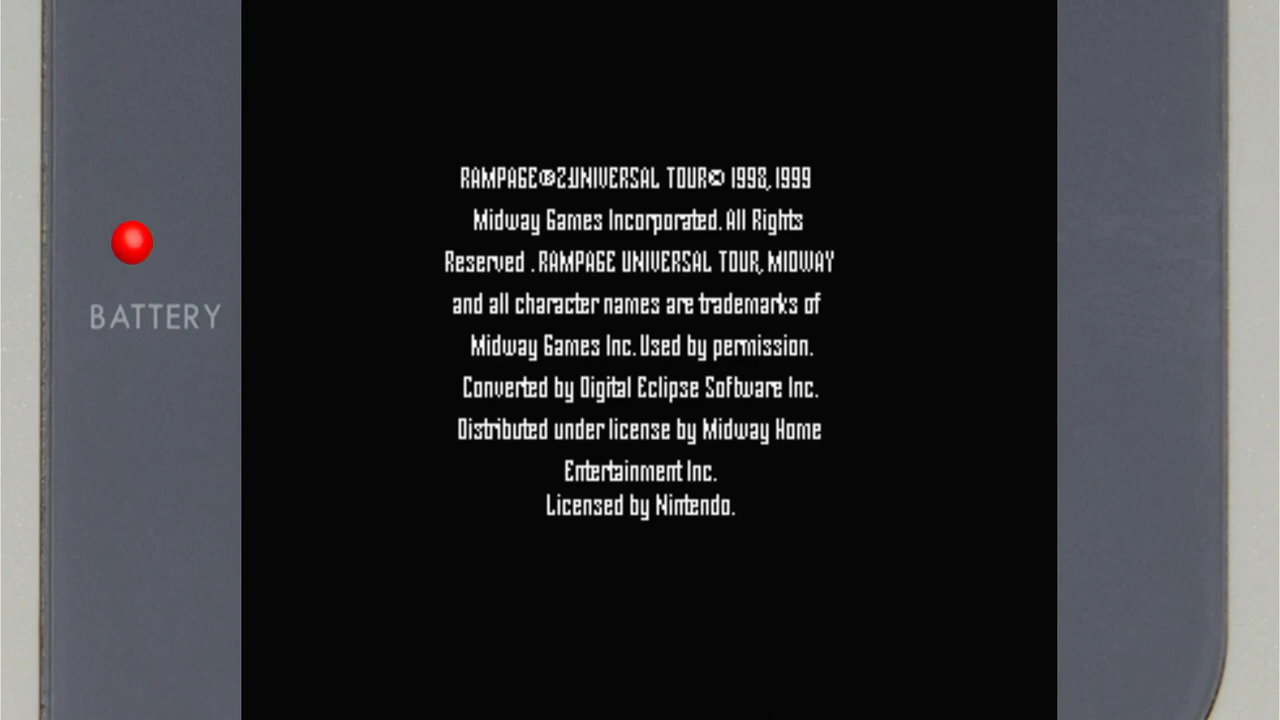 RAMPAGE®2:UNIVERSAL TOUR© 1998, 1999
Midway Games Incorporated. All Rights
Reserved . RAMPAGE UNIVERSAL TOUR, MIDWAY
and all character names are trademarks of
Midway Games Inc. Used by permission.
Converted by Digital Eclipse Software Inc.
Distributed under license by Midway Home
Entertainment Inc.
Licensed by Nintendo.
BATTERY